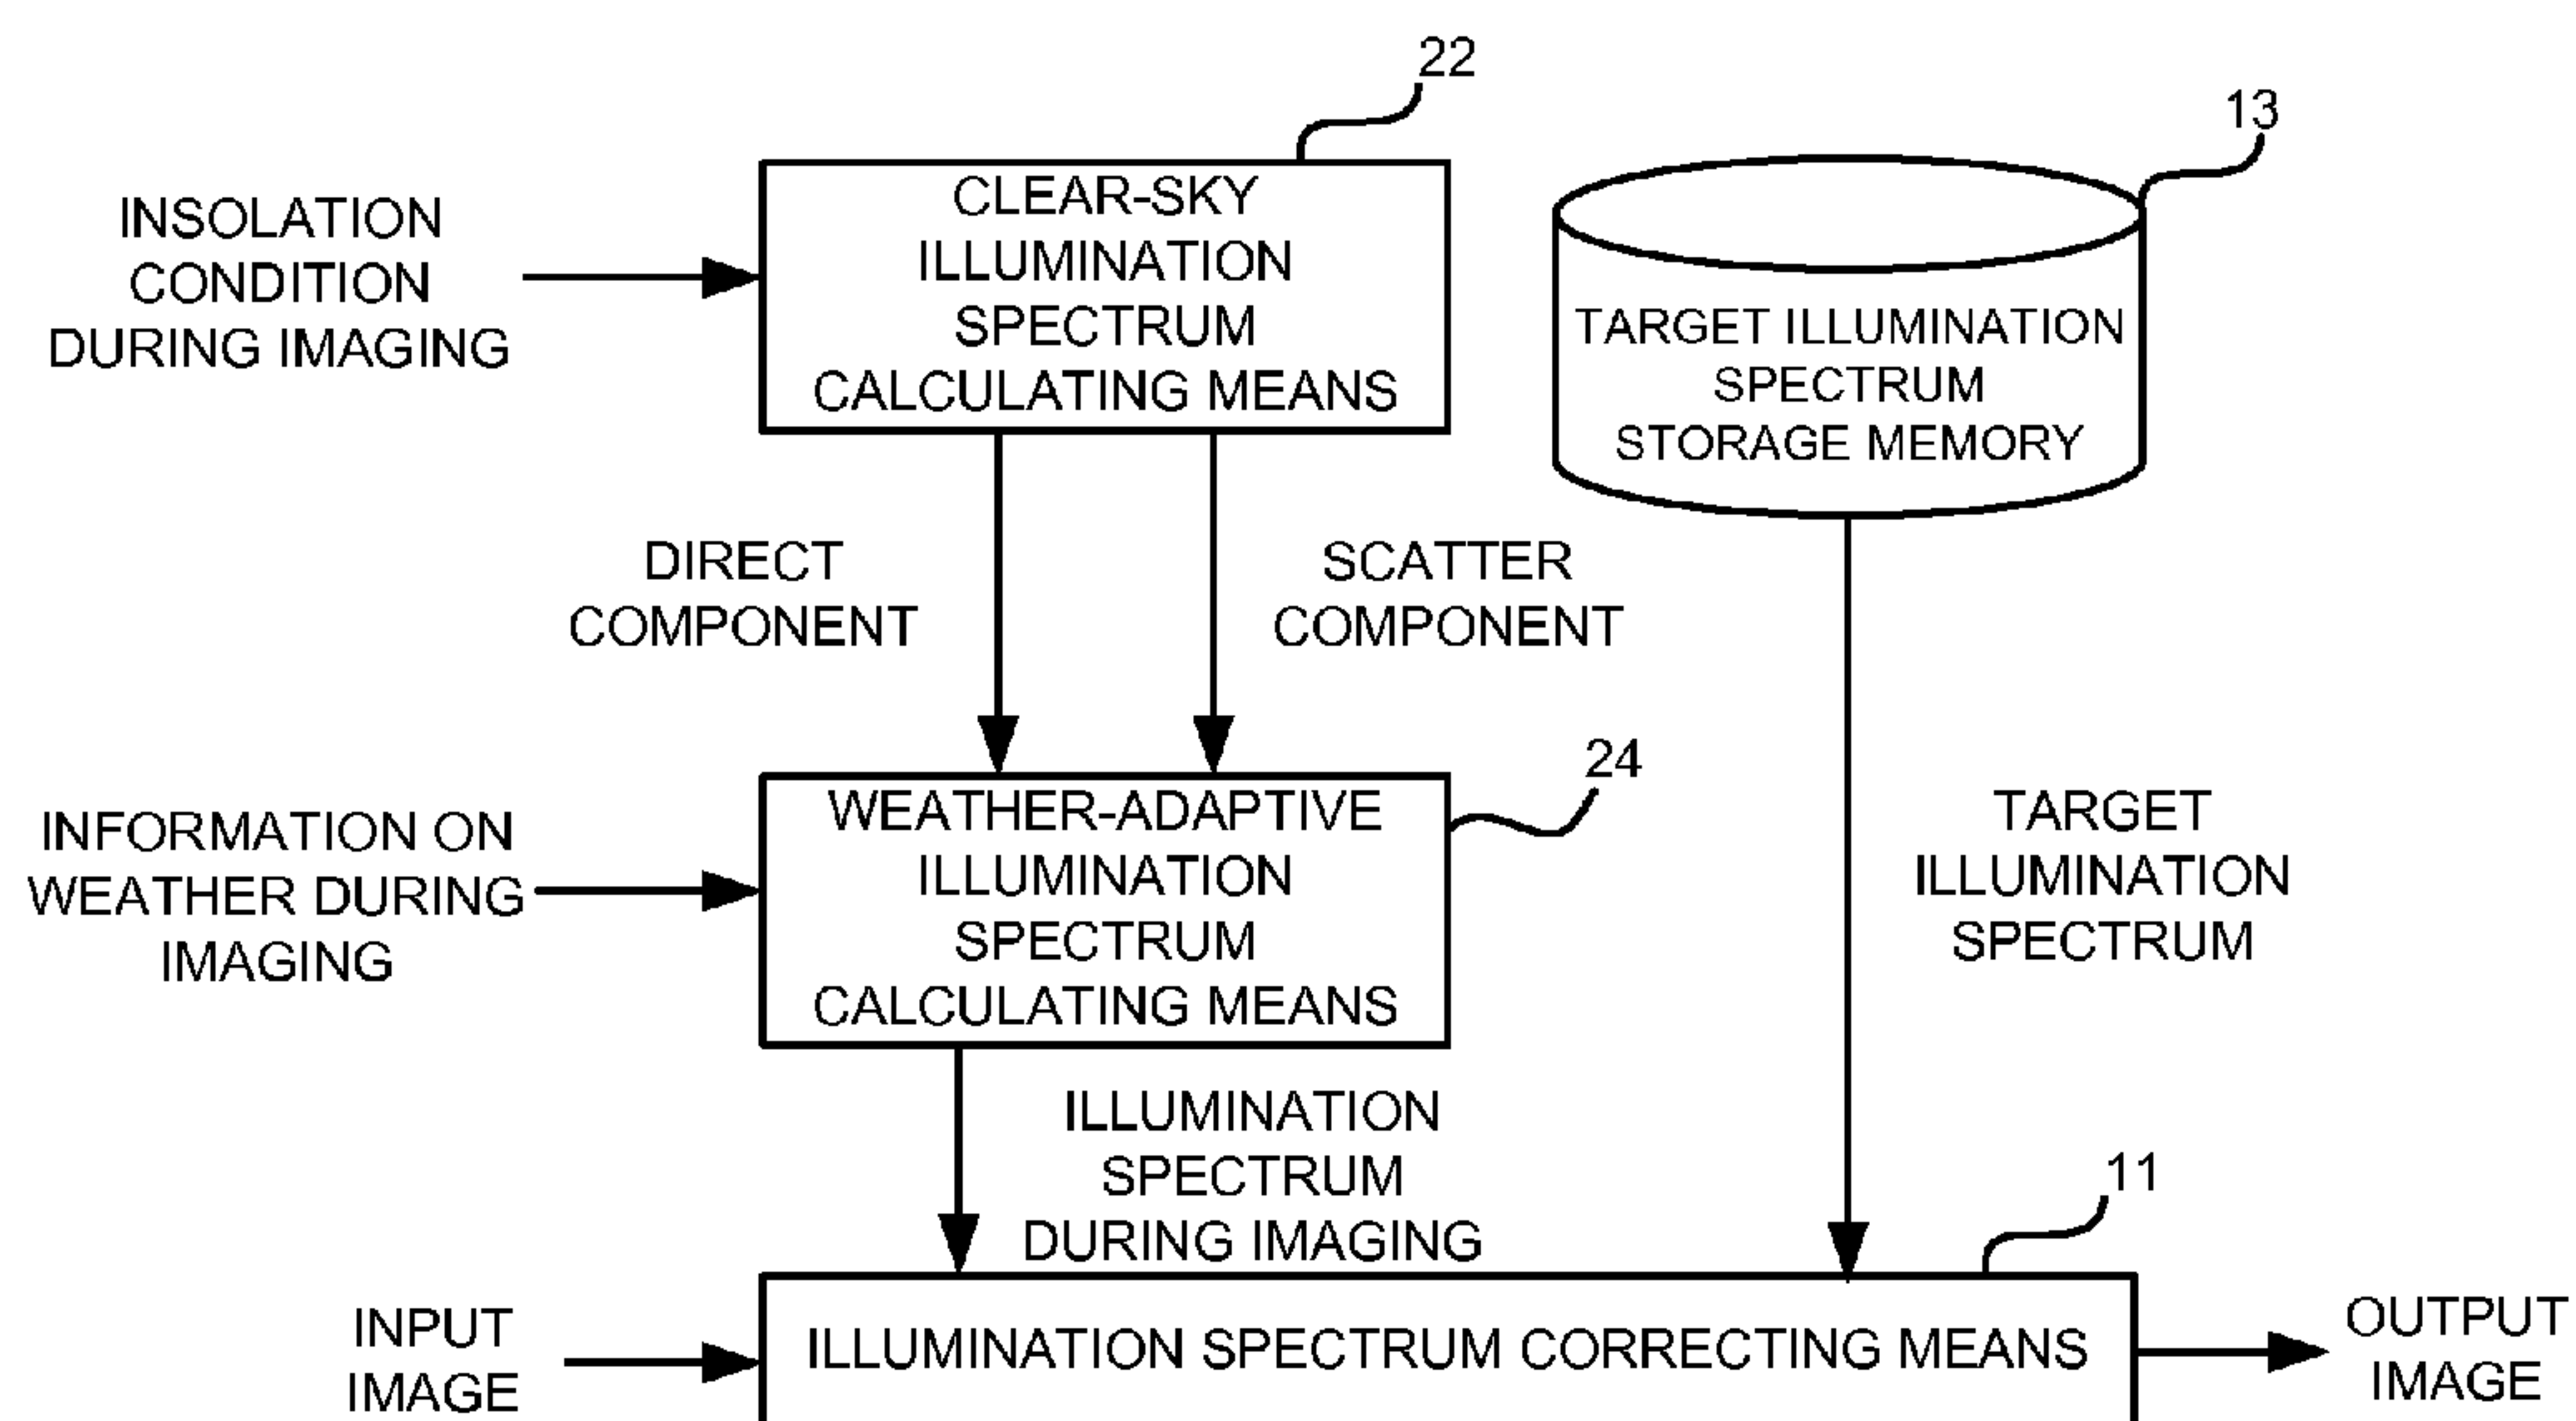 22
13
INSOLATION
CONDITION
DURING IMAGING
CLEAR-SKY
ILLUMINATION
SPECTRUM
CALCULATING MEANS
TARGET ILLUMINATION
SPECTRUM
STORAGE MEMORY
DIRECT
COMPONENT
SCATTER
COMPONENT
24
INFORMATION ON
WEATHER DURING
IMAGING
WEATHER-ADAPTIVE
ILLUMINATION
SPECTRUM
CALCULATING MEANS
TARGET
ILLUMINATION
SPECTRUM
ILLUMINATION
SPECTRUM
DURING IMAGING
11
INPUT
IMAGE
ILLUMINATION SPECTRUM CORRECTING MEANS
OUTPUT
IMAGE